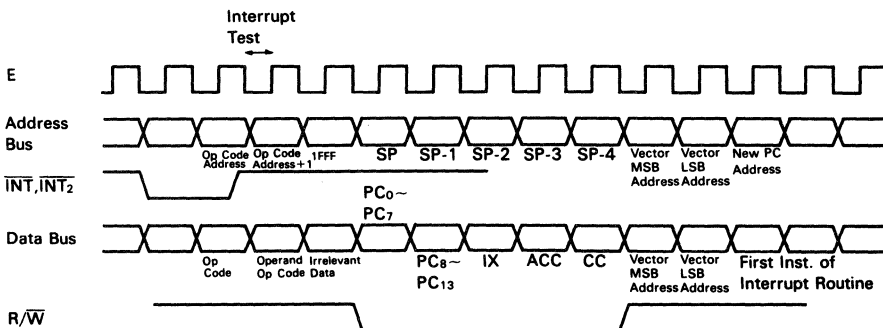 Interrupt
Test
E
Address
Bus
Op Code
Address
Op Code
Address+1
1FFF
SP
SP-1
SP-2
SP-3
SP-4
Vector
MSB
Address
Vector
LSB
Address
New PC
Address
INT, INT2
PC0~
PC7
Data Bus
Op
Code
Operand
Op Code
Irrelevant
Data
PC8~
PC13
IX
ACC
CC
Vector
MSB
Address
Vector
LSB
Address
First Inst. of
Interrupt Routine
R/W